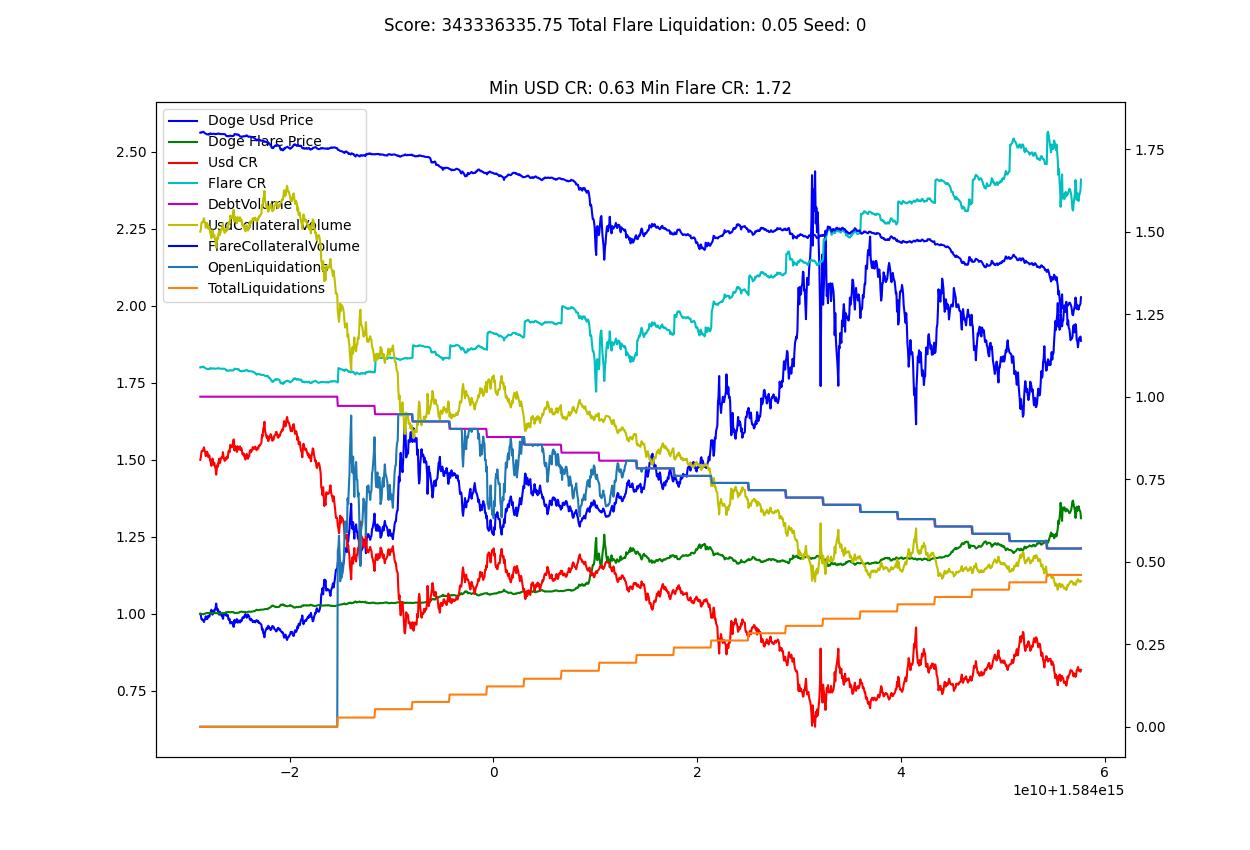 Score: 343336335.75 Total Flare Liquidation: 0.05 Seed: 0
Min USD CR: 0.63 Min Flare CR: 1.72
Doge Usd Price
Doge Flare Price
Usd CR
Flare CR
DebtVolume
UsdCollateralVolume
FlareCollateralVolume
OpenLiquidations
TotalLiquidations
2.50
2.25
2.00
1.75
1.50
1.25
1.00
0.75
1.75
1.50
1.25
1.00
0.75
0.50
0.25
0.00
−2 0 2 4 6
1e10+1.584e15